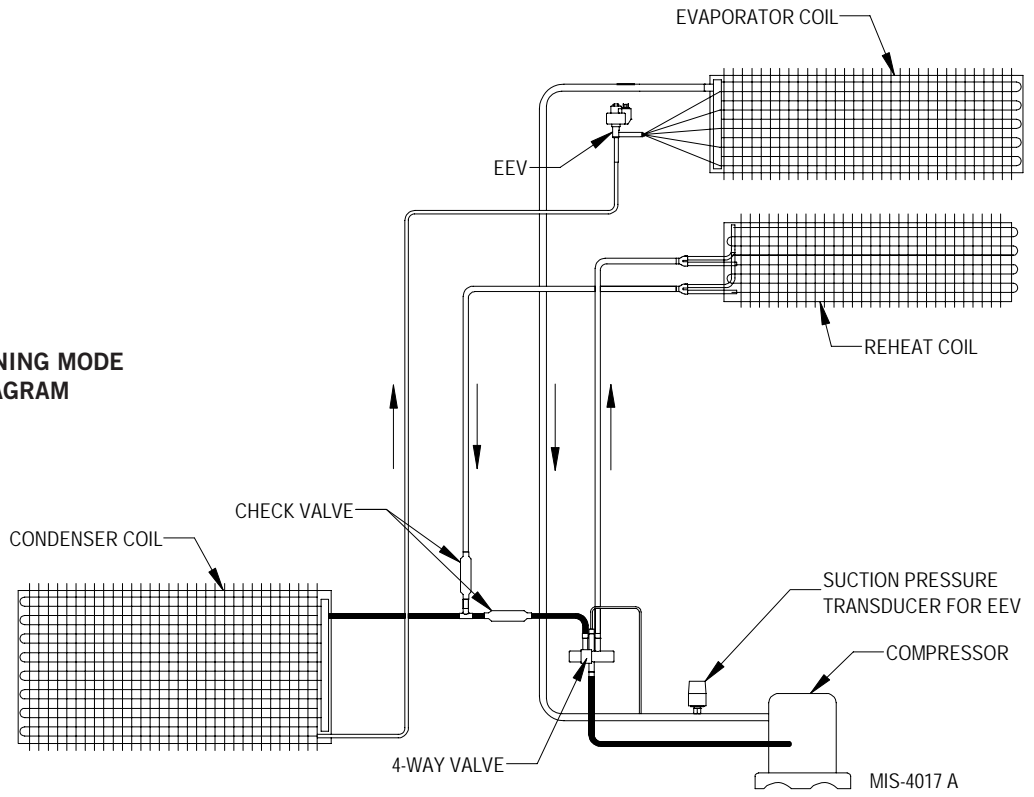 EVAPORATOR COIL
EEV
REHEAT COIL
NING MODE
AGRAM
CHECK VALVE
CONDENSER COIL
SUCTION PRESSURE
TRANSDUCER FOR EEV
COMPRESSOR
4-WAY VALVE
MIS-4017 A